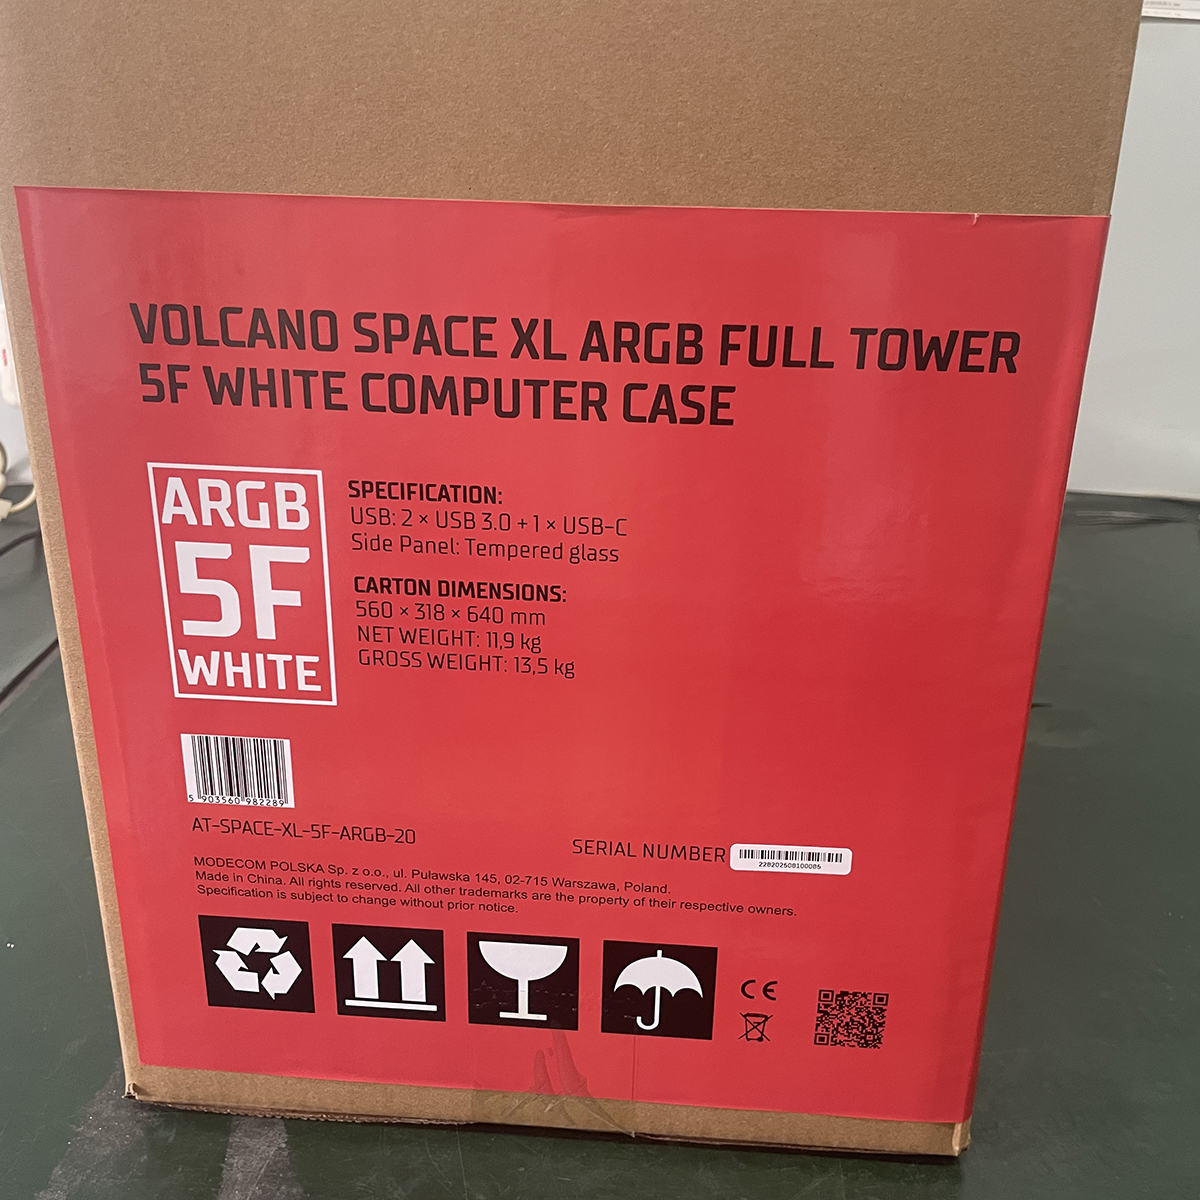 VOLCANO SPACE XL ARGB FULL TOWER
5F WHITE COMPUTER CASE
ARGB
5F
WHITE
SPECIFICATION:
USB: 2 × USB 3.0 + 1 × USB-C
Side Panel: Tempered glass
CARTON DIMENSIONS:
560 × 318 × 640 mm
NET WEIGHT: 11,9 kg
GROSS WEIGHT: 13,5 kg
5 903560 982289
AT-SPACE-XL-5F-ARGB-20
SERIAL NUMBER
228202508100085
MODECOM POLSKA Sp. z o.o., ul. Puławska 145, 02-715 Warszawa, Poland.
Made in China. All rights reserved. All other trademarks are the property of their respective owners.
Specification is subject to change without prior notice.
CE